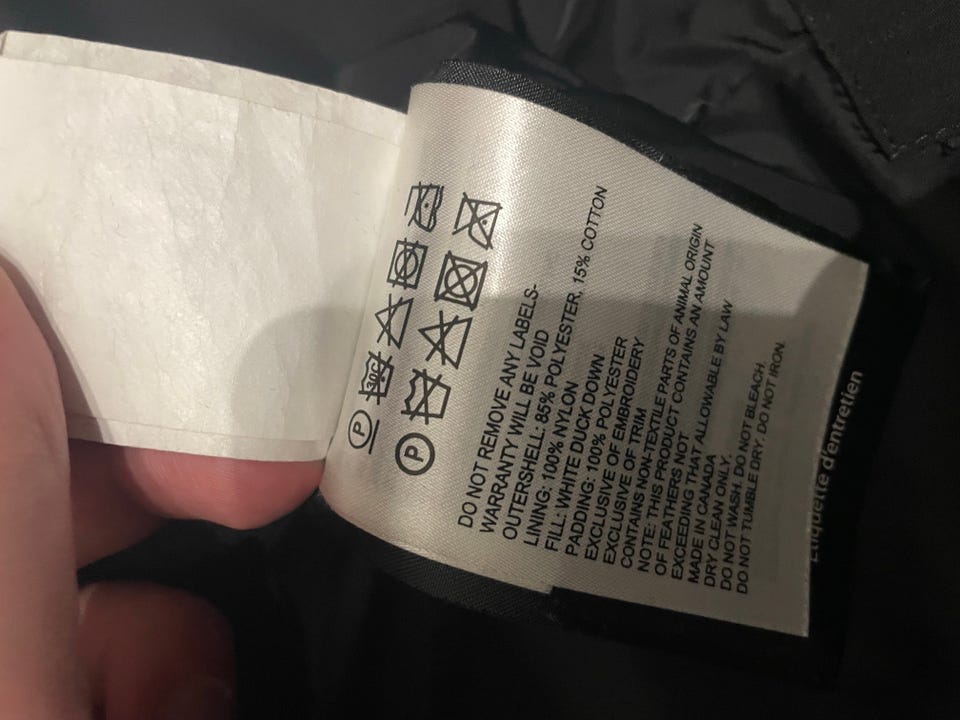 P
30C
P
DO NOT REMOVE ANY LABELS-
WARRANTY WILL BE VOID
OUTERSHELL: 85% POLYESTER, 15% COTTON
LINING: 100% NYLON
FILL: WHITE DUCK DOWN
PADDING: 100% POLYESTER
EXCLUSIVE OF EMBROIDERY
EXCLUSIVE OF TRIM
CONTAINS NON-TEXTILE PARTS OF ANIMAL ORIGIN
NOTE: THIS PRODUCT CONTAINS AN AMOUNT
OF FEATHERS NOT
EXCEEDING THAT ALLOWABLE BY LAW
MADE IN CANADA
DRY CLEAN ONLY.
DO NOT WASH. DO NOT BLEACH.
DO NOT TUMBLE DRY. DO NOT IRON.
Étiquette d'entretien